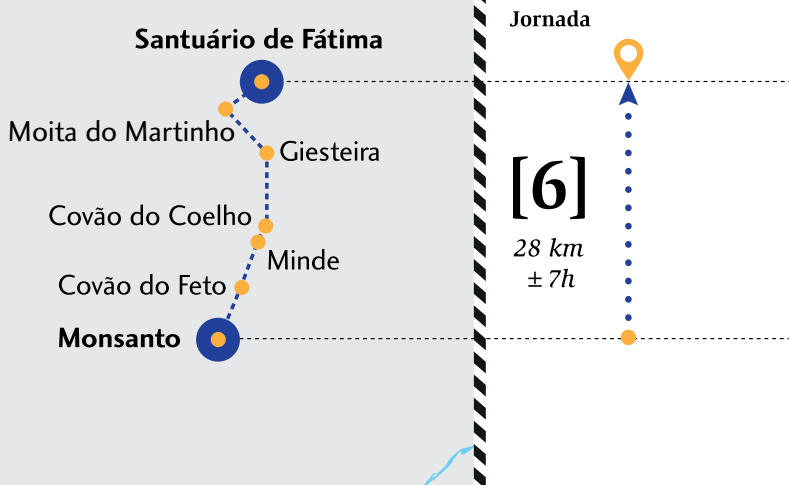 Jornada
Santuário de Fátima
Moita do Martinho
Giesteira
[6]
Covão do Coelho
28 km
Minde
± 7h
Covão do Feto
Monsanto